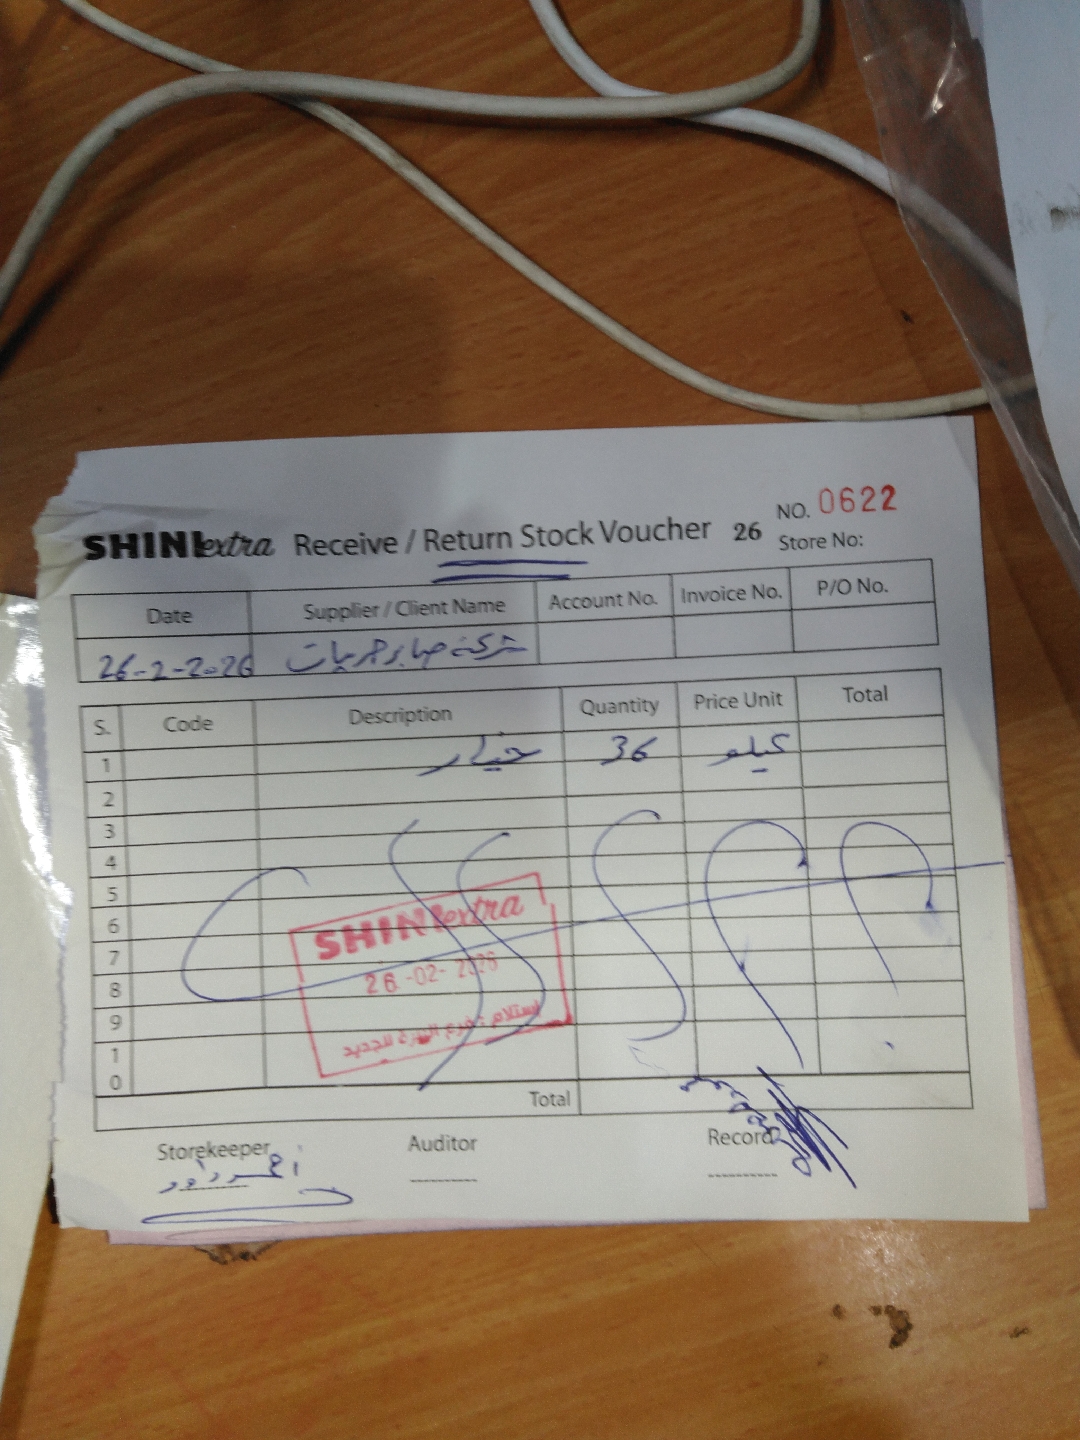 NO. 0622
SHINIextra Receive / Return Stock Voucher 26 Store No:
Date Supplier / Client Name Account No. Invoice No. P/O No.
26-2-2026 شركة
S. Code Description Quantity Price Unit Total
1 خيار 36 كيلو
2
3
4
5
6
7
8
9
10
SHINIextra
26-02-2026
استلام فرع
Total
Storekeeper Auditor Record